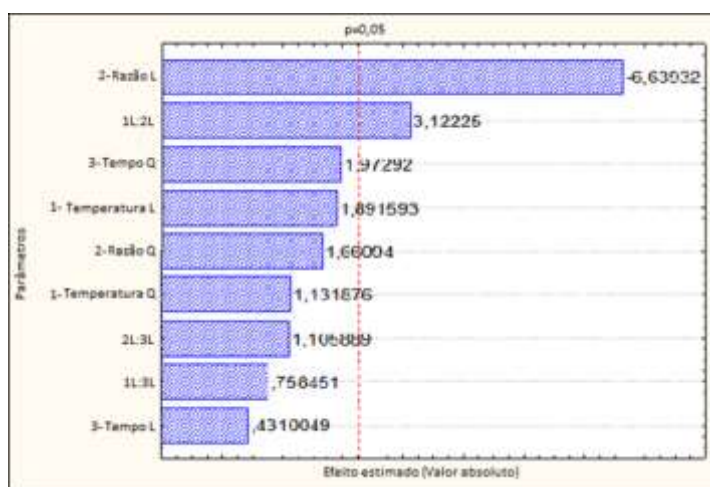 p=0,05
2-Razão L
-6,63932
1L:2L
3,12225
3-Tempo Q
1,97292
1- Temperatura L
1,891593
2-Razão Q
1,66094
1-Temperatura Q
1,131876
2L:3L
1,105889
1L:3L
,758451
3-Tempo L
,4310049
Parâmetros
Efeito estimado (Valor absoluto)